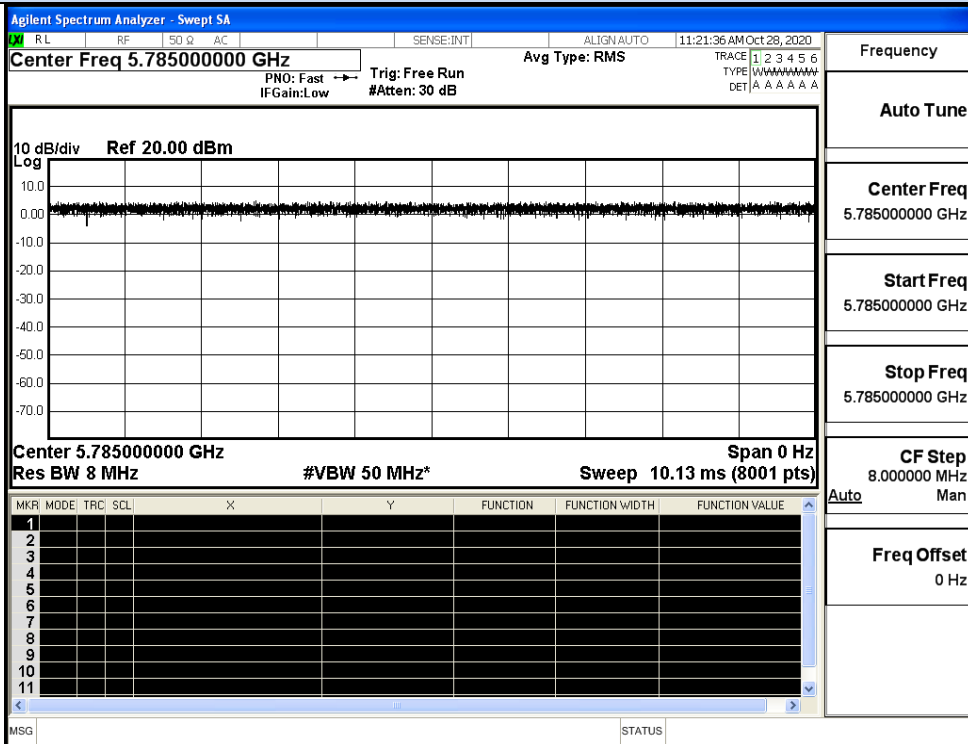 Agilent Spectrum Analyzer - Swept SA
LXI RL RF 50 Ω AC SENSE:INT ALIGN AUTO 11:21:36 AM Oct 28, 2020
Center Freq 5.785000000 GHz Avg Type: RMS TRACE 1 2 3 4 5 6
PNO: Fast Trig: Free Run TYPE WWWWWW
IFGain:Low #Atten: 30 dB DET A A A A A A
10 dB/div Ref 20.00 dBm
Log
10.0
0.00
-10.0
-20.0
-30.0
-40.0
-50.0
-60.0
-70.0
Center 5.785000000 GHz Span 0 Hz
Res BW 8 MHz #VBW 50 MHz* Sweep 10.13 ms (8001 pts)
MKR MODE TRC SCL X Y FUNCTION FUNCTION WIDTH FUNCTION VALUE
1
2
3
4
5
6
7
8
9
10
11
MSG STATUS
Frequency
Auto Tune
Center Freq
5.785000000 GHz
Start Freq
5.785000000 GHz
Stop Freq
5.785000000 GHz
CF Step
8.000000 MHz
Auto Man
Freq Offset
0 Hz